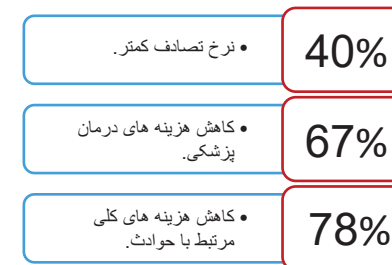 40%
• نرخ تصادف کمتر.
67%
• کاهش هزینه های درمان
پزشکی.
78%
• کاهش هزینه های کلی
مرتبط با حوادث.